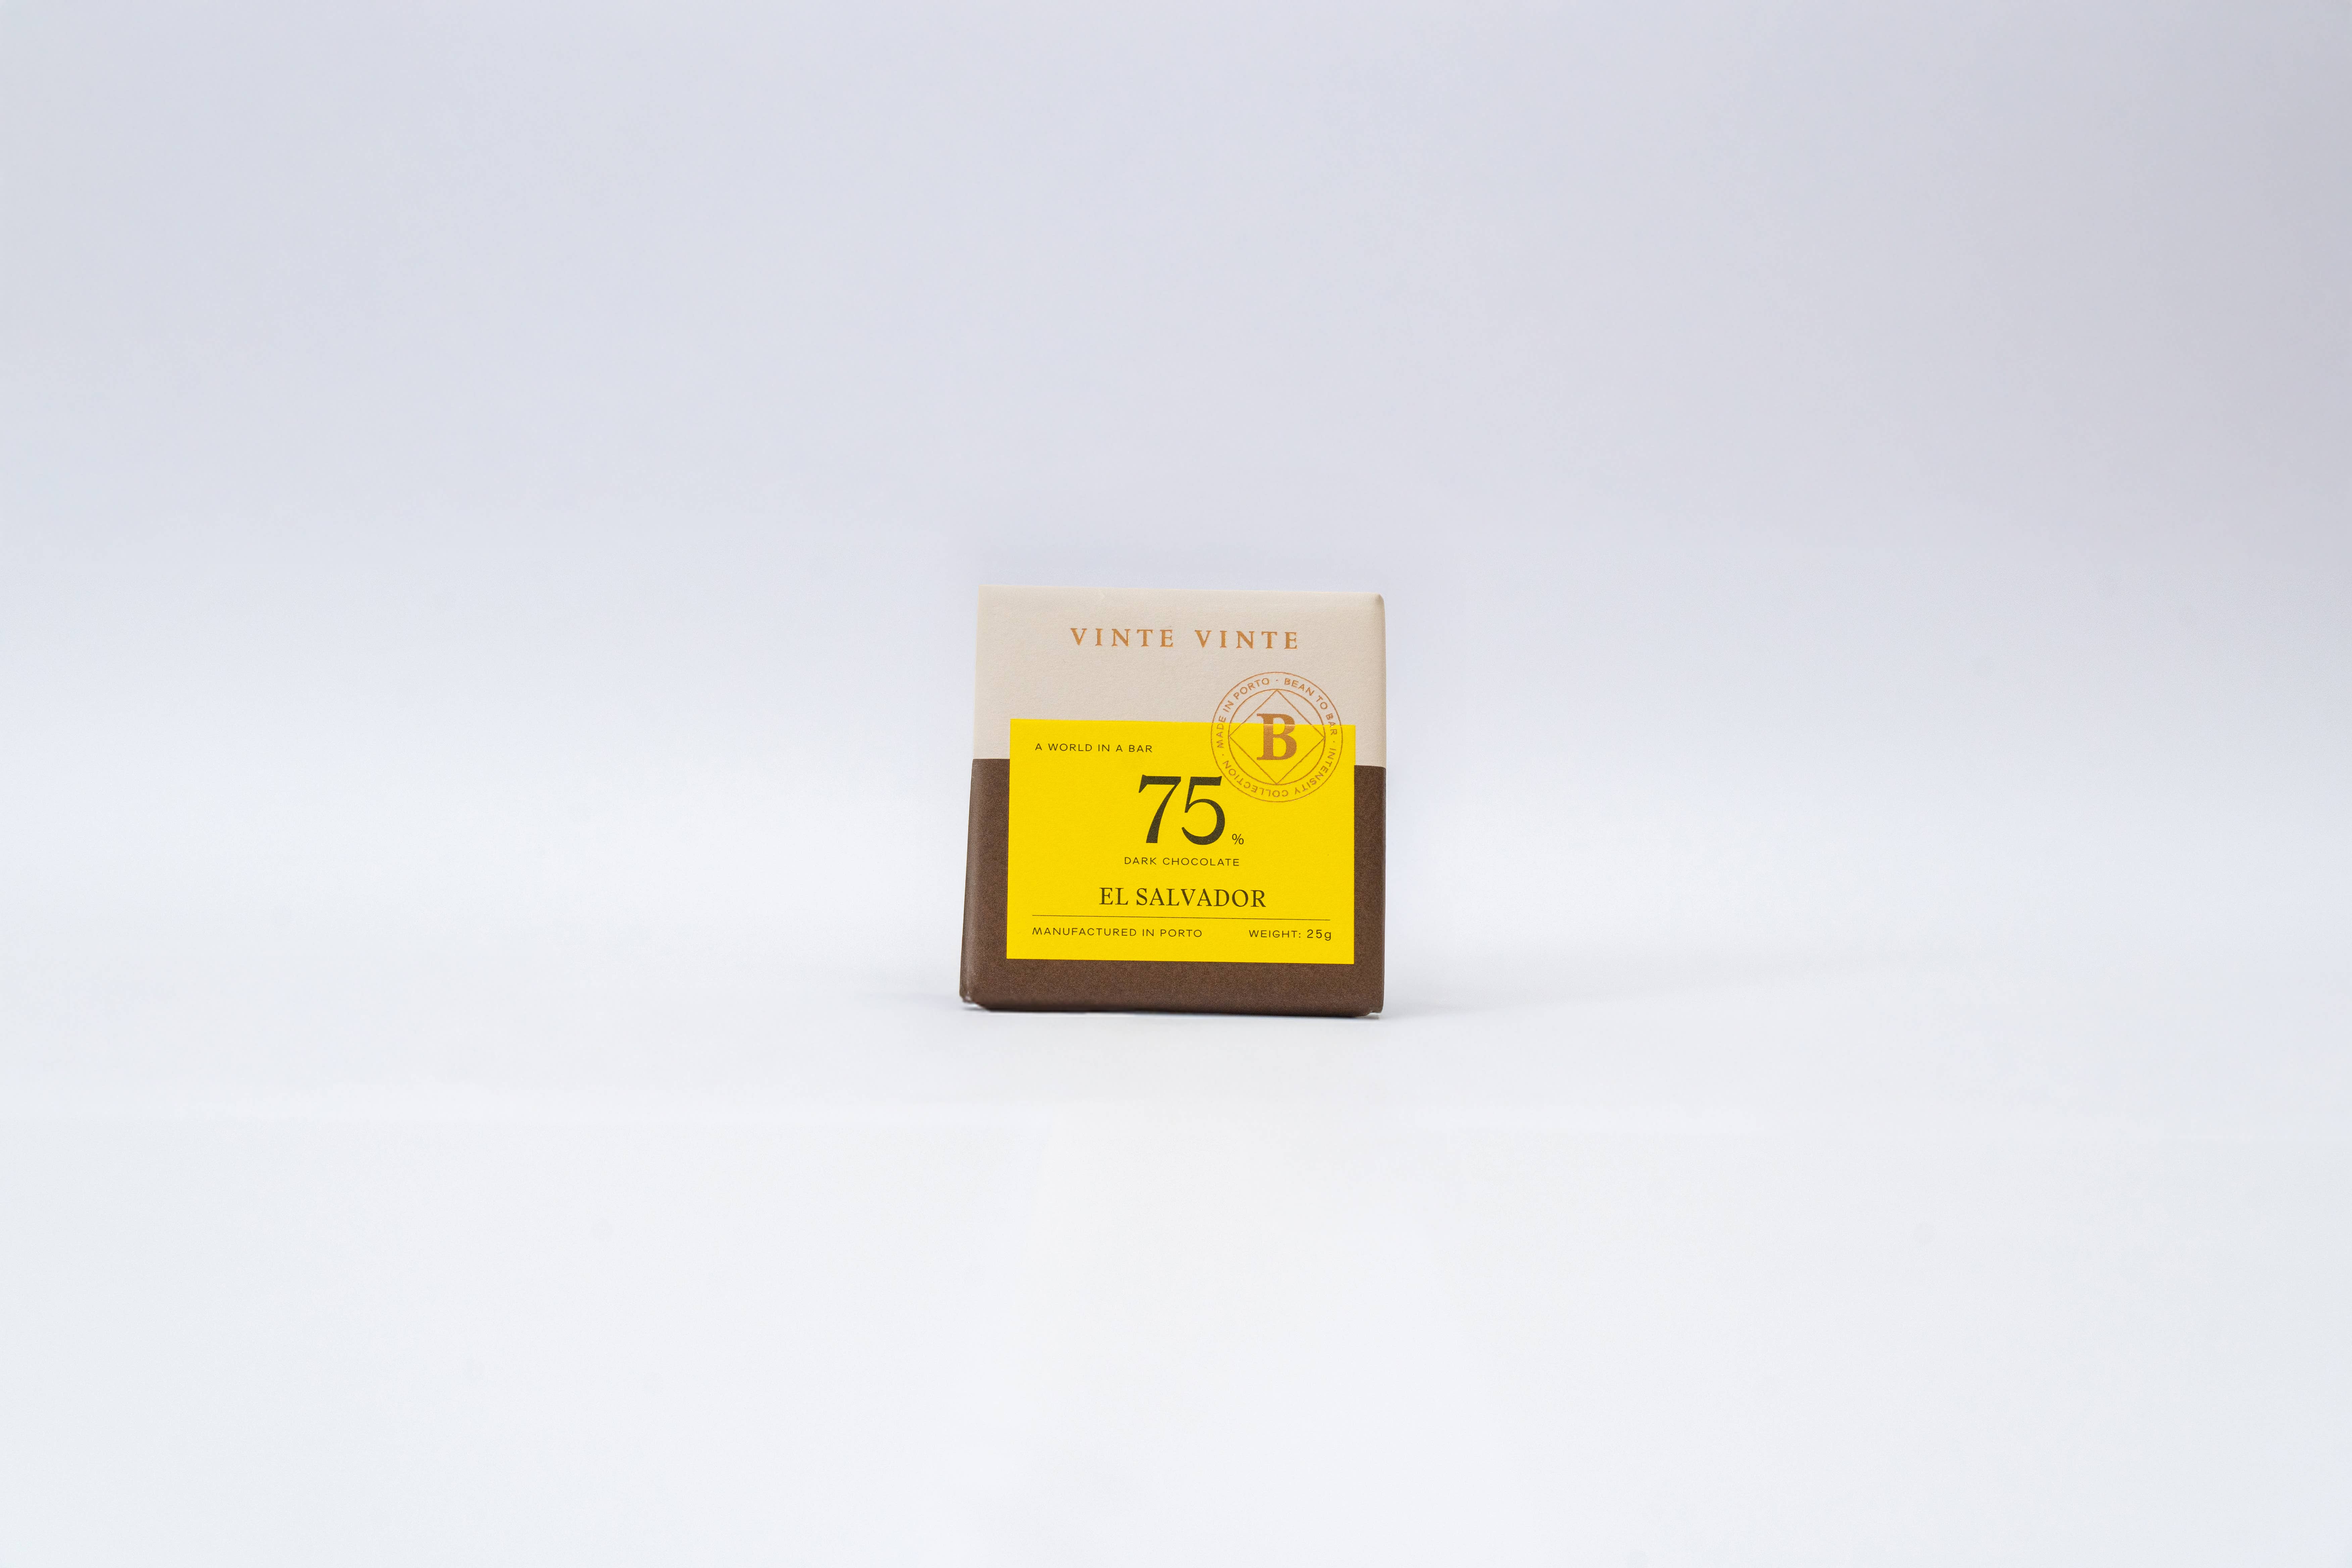 VINTE VINTE
MADE IN PORTO · BEAN TO BAR · INTENSITY COLLECTION ·
B
A WORLD IN A BAR
75%
DARK CHOCOLATE
EL SALVADOR
MANUFACTURED IN PORTO WEIGHT: 25g